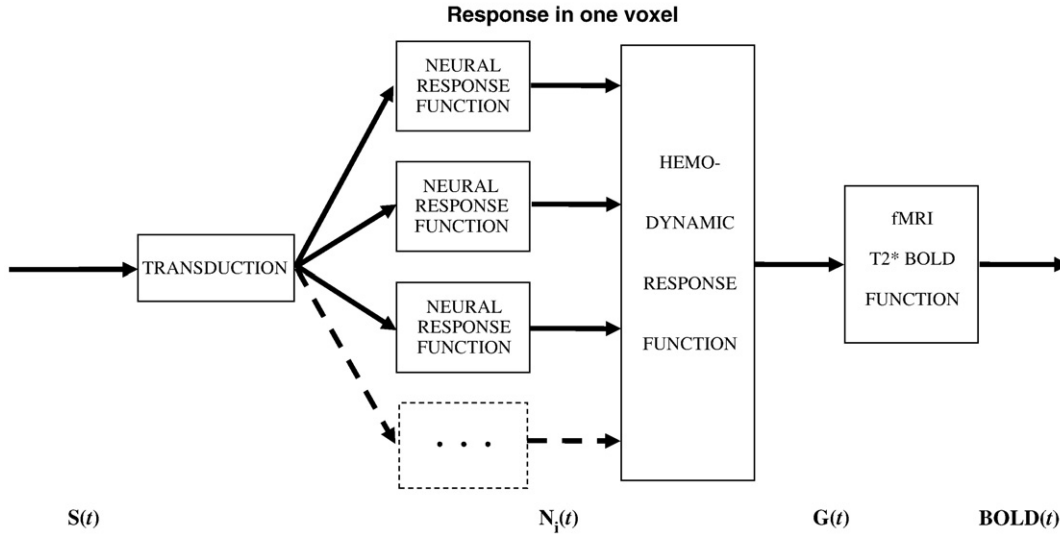 Response in one voxel
NEURAL
RESPONSE
FUNCTION
NEURAL
RESPONSE
FUNCTION
NEURAL
RESPONSE
FUNCTION
. . .
TRANSDUCTION
HEMO-
DYNAMIC
RESPONSE
FUNCTION
fMRI
T2* BOLD
FUNCTION
S(t)
N_i(t)
G(t)
BOLD(t)